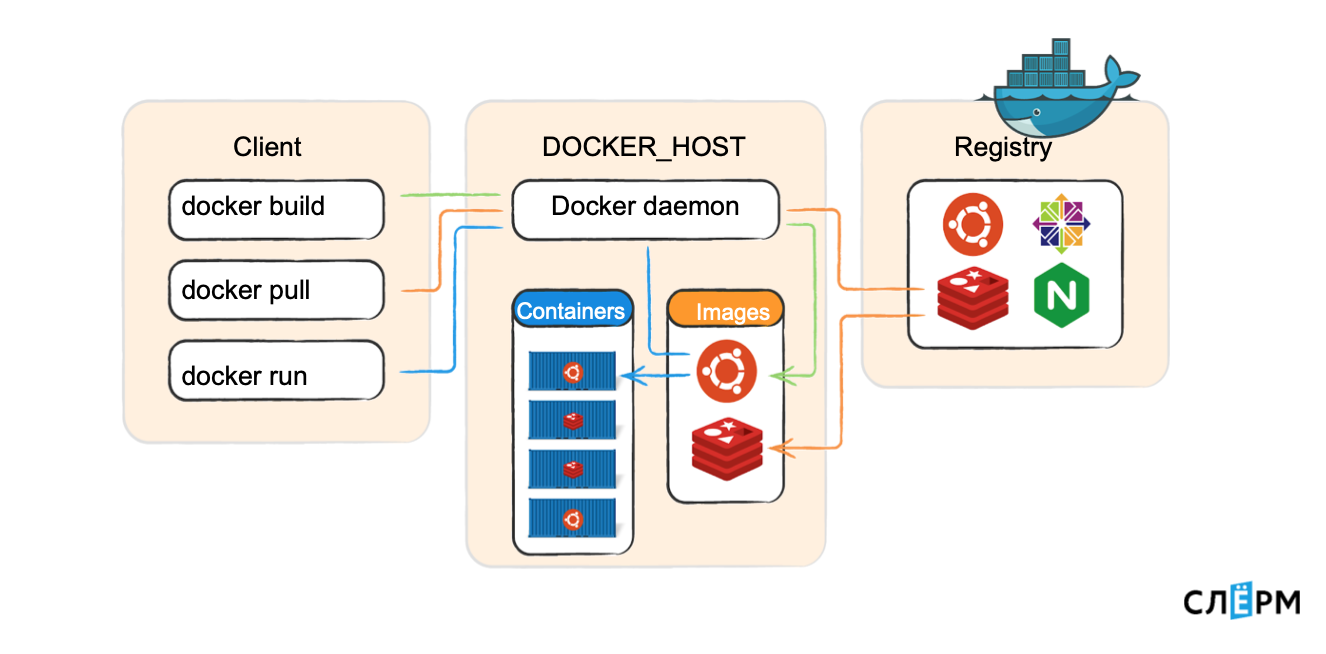 Client
docker build
docker pull
docker run
DOCKER_HOST
Docker daemon
Containers
Images
Registry
N
СЛЁРМ